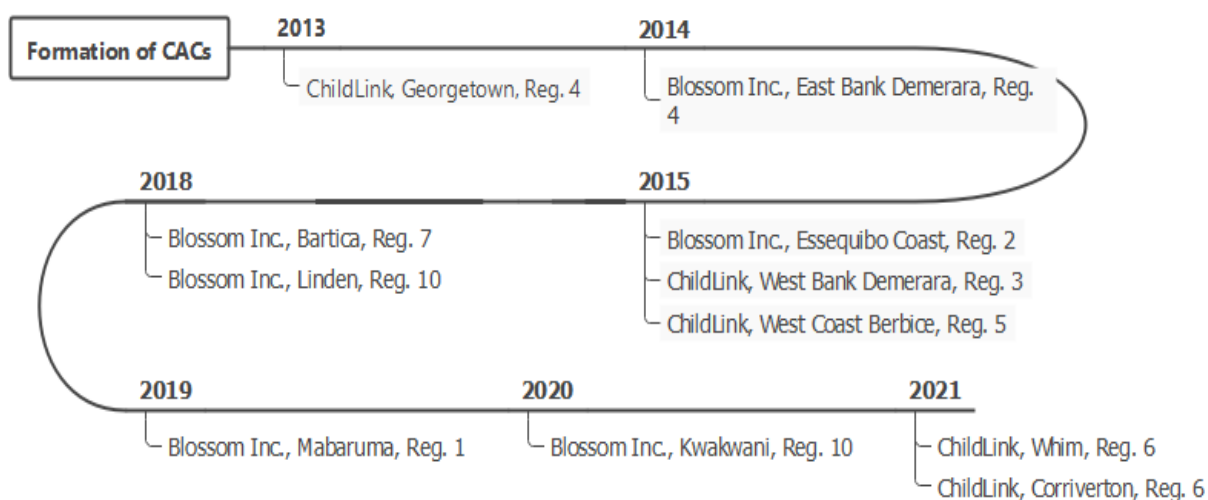 Formation of CACs
2013
ChildLink, Georgetown, Reg. 4
2014
Blossom Inc., East Bank Demerara, Reg.
4
2015
Blossom Inc., Essequibo Coast, Reg. 2
ChildLink, West Bank Demerara, Reg. 3
ChildLink, West Coast Berbice, Reg. 5
2018
Blossom Inc., Bartica, Reg. 7
Blossom Inc., Linden, Reg. 10
2019
Blossom Inc., Mabaruma, Reg. 1
2020
Blossom Inc., Kwakwani, Reg. 10
2021
ChildLink, Whim, Reg. 6
ChildLink, Corriverton, Reg. 6